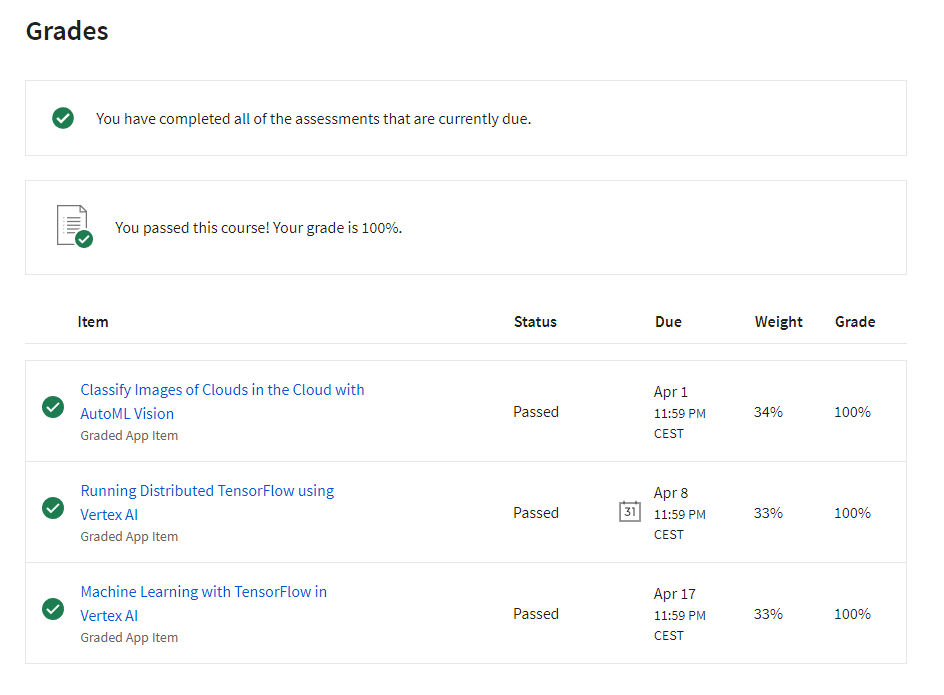 Grades
You have completed all of the assessments that are currently due.
You passed this course! Your grade is 100%.
Item Status Due Weight Grade
Classify Images of Clouds in the Cloud with
AutoML Vision
Graded App Item
Passed
Apr 1
11:59 PM
CEST
34%
100%
Running Distributed TensorFlow using
Vertex AI
Graded App Item
Passed
31
Apr 8
11:59 PM
CEST
33%
100%
Machine Learning with TensorFlow in
Vertex AI
Graded App Item
Passed
Apr 17
11:59 PM
CEST
33%
100%